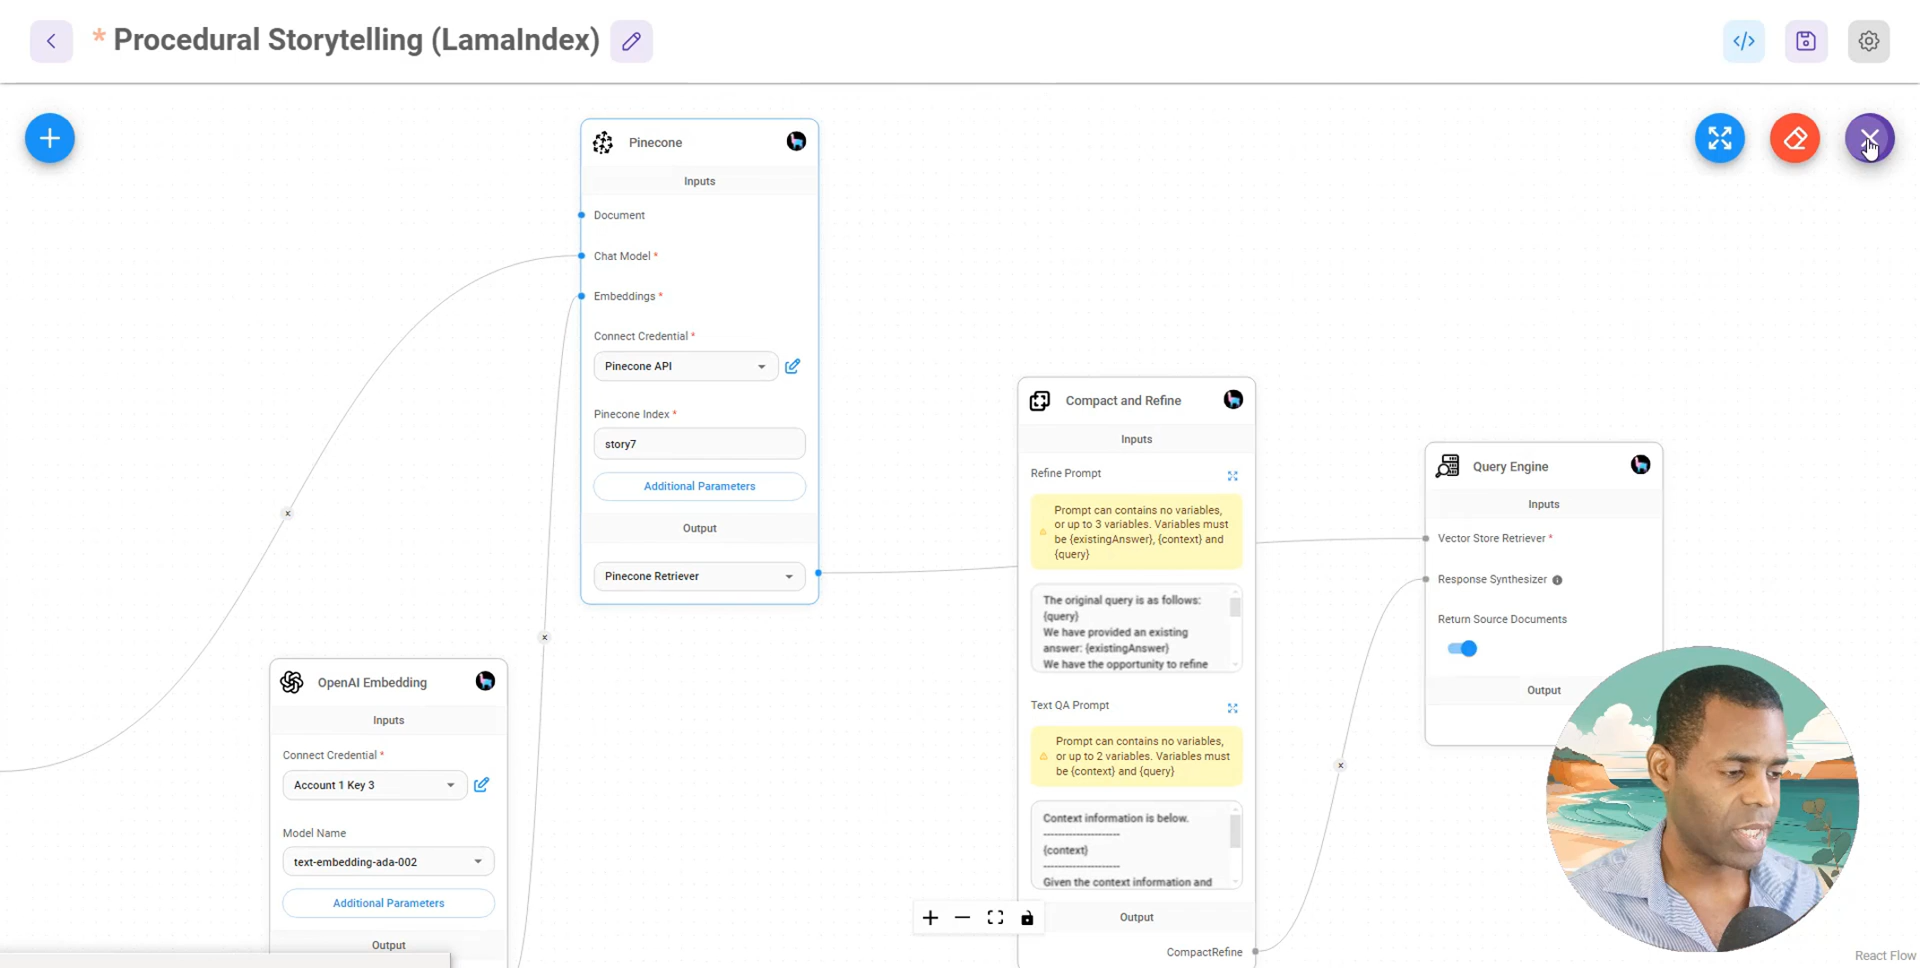 * Procedural Storytelling (LamaIndex)
Pinecone
Inputs
Document
Chat Model *
Embeddings *
Connect Credential *
Pinecone API
Pinecone Index *
story7
Additional Parameters
Output
Pinecone Retriever
x
x
OpenAI Embedding
Inputs
Connect Credential *
Account 1 Key 3
Model Name
text-embedding-ada-002
Additional Parameters
Output
Compact and Refine
Inputs
Refine Prompt
Prompt can contains no variables,
or up to 3 variables. Variables must
be {existingAnswer}, {context} and
{query}
The original query is as follows:
{query}
We have provided an existing
answer: {existingAnswer}
We have the opportunity to refine
Text QA Prompt
Prompt can contains no variables,
or up to 2 variables. Variables must
be {context} and {query}
Context information is below.
---------------------
{context}
---------------------
Given the context information and
Output
CompactRefine
x
Query Engine
Inputs
Vector Store Retriever *
Response Synthesizer
Return Source Documents
Output
React Flow